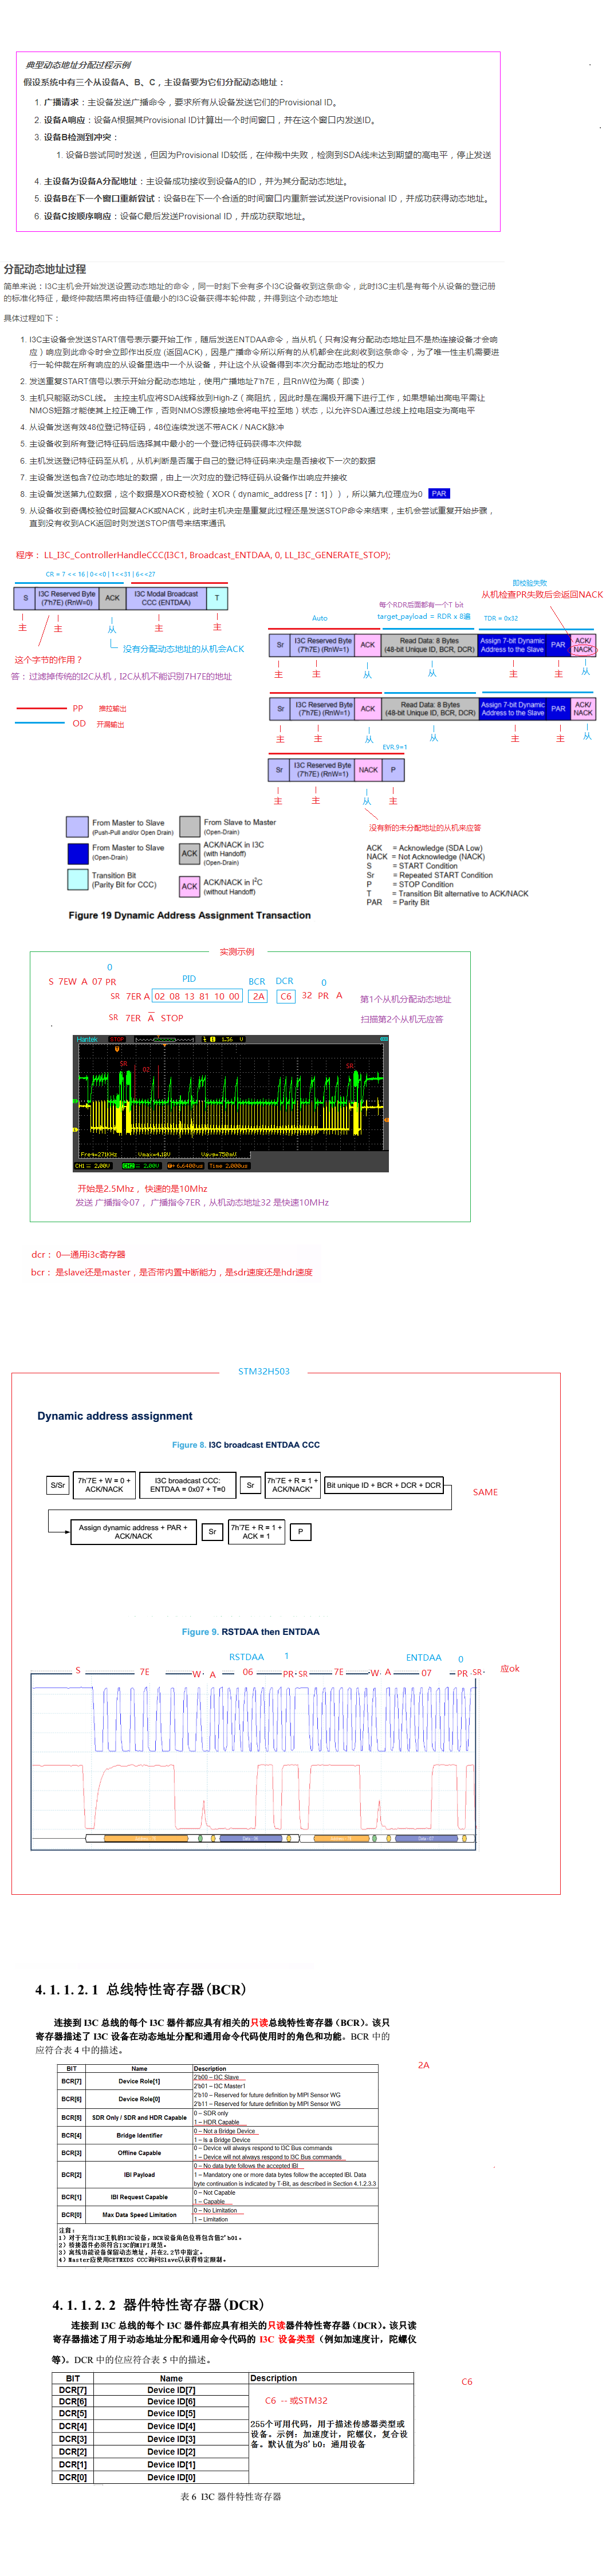 典型动态地址分配过程示例
假设系统中有三个从设备A、B、C，主设备要为它们分配动态地址：
1. 广播请求：主设备发送广播命令，要求所有从设备发送它们的Provisional ID。
2. 设备A响应：设备A根据其Provisional ID计算出一个时间窗口，并在这个窗口内发送ID。
3. 设备B检测到冲突：
1. 设备B尝试同时发送，但因为Provisional ID较低，在仲裁中失败，检测到SDA线未达到期望的高电平，停止发送
4. 主设备为设备A分配地址：主设备成功接收到设备A的ID，并为其分配动态地址。
5. 设备B在下一个窗口重新尝试：设备B在下一个合适的时间窗口内重新尝试发送Provisional ID，并成功获得动态地址。
6. 设备C按顺序响应：设备C最后发送Provisional ID，并成功获取地址。
分配动态地址过程
简单来说：I3C主机会开始发送设置动态地址的命令，同一时刻下会有多个I3C设备收到这条命令，此时I3C主机是有每个从设备的登记册
的标准化特征，最终仲裁结果将由特征值最小的I3C设备获得本轮仲裁，并得到这个动态地址
具体过程如下：
1. I3C主设备会发送START信号表示要开始工作，随后发送ENTDAA命令，当从机（只有没有分配动态地址且不是热连接设备才会响
应）响应到此命令时会立即作出反应 (返回ACK)，因是广播命令所以所有的从机都会在此刻收到这条命令，为了唯一性主机需要进
行一轮仲裁在所有响应的从设备里选中一个从设备，并让这个从设备得到本次分配动态地址的权力
2. 发送重复START信号以表示开始分配动态地址，使用广播地址7'h7E，且RnW位为高（即读）
3. 主机只能驱动SCL线。 主控主机应将SDA线释放到High-Z（高阻抗，因此时是在漏极开漏下进行工作，如果想输出高电平需让
NMOS短路才能使其上拉正确工作，否则NMOS源极接地会将电平拉至地）状态，以允许SDA通过总线上拉电阻变为高电平
4. 从设备发送有效48位登记特征码，48位连续发送不带ACK / NACK脉冲
5. 主设备收到所有登记特征码后选择其中最小的一个登记特征码获得本次仲裁
6. 主机发送登记特征码至从机，从机判断是否属于自己的登记特征码来决定是否接收下一次的数据
7. 主设备发送包含7位动态地址的数据，由上一次对应的登记特征码从设备作出响应并接收
8. 主设备发送第九位数据，这个数据是XOR奇校验（XOR（dynamic_address [7：1]）），所以第九位理应为0 PAR
9. 从设备收到奇偶校验位时回复ACK或NACK，此时主机决定是重复此过程还是发送STOP命令来结束，主机会尝试重复开始步骤，
直到没有收到ACK返回时则发送STOP信号来结束通讯
程序： LL_I3C_ControllerHandleCCC(I3C1, Broadcast_ENTDAA, 0, LL_I3C_GENERATE_STOP);
CR = 7 << 16 | 0<<0 | 1<<31 | 6<<27
即校验失败
从机检查PR失败后会返回NACK
S
I3C Reserved Byte
(7'h7E) (RnW=0)
ACK
I3C Modal Broadcast
CCC (ENTDAA)
T
主
主
从
主
主
没有分配动态地址的从机会ACK
这个字节的作用？
答：过滤掉传统的I2C从机，I2C从机不能识别7H7E的地址
PP 推拉输出
OD 开漏输出
Auto
每个RDR后面都有一个T bit
target_payload = RDR x 8遍
TDR = 0x32
Sr
I3C Reserved Byte
(7'h7E) (RnW=1)
ACK
Read Data: 8 Bytes
(48-bit Unique ID, BCR, DCR)
Assign 7-bit Dynamic
Address to the Slave
PAR
ACK/
NACK
主
主
从
从
主
主
从
Sr
I3C Reserved Byte
(7'h7E) (RnW=1)
ACK
Read Data: 8 Bytes
(48-bit Unique ID, BCR, DCR)
Assign 7-bit Dynamic
Address to the Slave
PAR
ACK/
NACK
主
主
从
从
主
主
从
EVR.9=1
Sr
I3C Reserved Byte
(7'h7E) (RnW=1)
NACK
P
主
主
从
主
没有新的未分配地址的从机来应答
From Master to Slave
(Push-Pull and/or Open Drain)
From Slave to Master
(Open-Drain)
From Master to Slave
(Open-Drain)
ACK
ACK/NACK in I3C
(with Handoff)
(Open-Drain)
Transition Bit
(Parity Bit for CCC)
ACK
ACK/NACK in I²C
(without Handoff)
ACK = Acknowledge (SDA Low)
NACK = Not Acknowledge (NACK)
S = START Condition
Sr = Repeated START Condition
P = STOP Condition
T = Transition Bit alternative to ACK/NACK
PAR = Parity Bit
Figure 19 Dynamic Address Assignment Transaction
实测示例
0
S 7EW A 07 PR
PID
BCR
DCR
0
SR 7ER A 02 08 13 81 10 00 2A C6 32 PR A
第1个从机分配动态地址
SR 7ER A STOP
扫描第2个从机无应答
Hantek STOP 1.36 V
SR
02
SR
Freq=271KHz Vmax=4.18V Vavg=750mV
CH1 = 2.00V CH2 = 2.00V 6.6400us Time 2.000us
开始是2.5Mhz， 快速的是10Mhz
发送 广播指令07 ， 广播指令7ER，从机动态地址32 是快速10MHz
dcr： 0---通用i3c寄存器
bcr： 是slave还是master，是否带内置中断能力，是sdr速度还是hdr速度
STM32H503
Dynamic address assignment
Figure 8. I3C broadcast ENTDAA CCC
S/Sr
7h'7E + W = 0 +
ACK/NACK
I3C broadcast CCC:
ENTDAA = 0x07 + T=0
Sr
7h'7E + R = 1 +
ACK/NACK*
Bit unique ID + BCR + DCR + DCR
SAME
Assign dynamic address + PAR +
ACK/NACK
Sr
7h'7E + R = 1 +
ACK = 1
P
Figure 9. RSTDAA then ENTDAA
RSTDAA 1
ENTDAA 0
S 7E W A 06 PR SR 7E W A 07 PR SR
应ok
4. 1. 1. 2. 1 总线特性寄存器(BCR)
连接到 I3C 总线的每个 I3C 器件都应具有相关的只读总线特性寄存器（BCR）。该只
寄存器描述了 I3C 设备在动态地址分配和通用命令代码使用时的角色和功能。BCR 中的
应符合表 4 中的描述。
2A
BIT Name Description
BCR[7] Device Role[1]
2'b00 – I3C Slave
2'b01 – I3C Master1
BCR[6] Device Role[0]
2'b10 – Reserved for future definition by MIPI Sensor WG
2'b11 – Reserved for future definition by MIPI Sensor WG
BCR[5] SDR Only / SDR and HDR Capable
0 – SDR only
1 – HDR Capable
BCR[4] Bridge Identifier
0 – Not a Bridge Device
1 – Is a Bridge Device
BCR[3] Offline Capable
0 – Device will always respond to I3C Bus commands
1 – Device will not always respond to I3C Bus commands
BCR[2] IBI Payload
0 – No data byte follows the accepted IBI
1 – Mandatory one or more data bytes follow the accepted IBI. Data
byte continuation is indicated by T-Bit, as described in Section 4.1.2.3.3
BCR[1] IBI Request Capable
0 – Not Capable
1 – Capable
BCR[0] Max Data Speed Limitation
0 – No Limitation
1 – Limitation
注释：
1) 对于充当I3C主机的I3C设备，BCR设备角色位将包含值2'b01。
2) 桥接器件必须符合I3C的MIPI规范。
3) 离线功能设备保留动态地址，并在2.2节中指定。
4) Master应使用GETMXDS CCC询问Slave以获得特定限制。
4. 1. 1. 2. 2 器件特性寄存器(DCR)
连接到 I3C 总线的每个 I3C 器件都应具有相关的只读器件特性寄存器（DCR）。该只读
寄存器描述了用于动态地址分配和通用命令代码的 I3C 设备类型（例如加速度计，陀螺仪
等）。DCR 中的位应符合表 5 中的描述。
BIT Name Description
C6
DCR[7] Device ID[7]
DCR[6] Device ID[6]
C6 -- 或STM32
DCR[5] Device ID[5]
DCR[4] Device ID[4]
DCR[3] Device ID[3]
DCR[2] Device ID[2]
DCR[1] Device ID[1]
DCR[0] Device ID[0]
255个可用代码，用于描述传感器类型或
设备。示例：加速度计，陀螺仪，复合设
备。默认值为8'b0：通用设备
表 6 I3C 器件特性寄存器